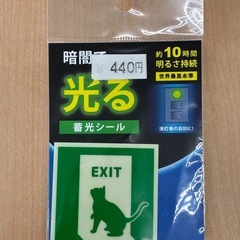 暗闇で
440円
光る
蓄光シール
約10時間
明るさ持続
世界最高水準
消灯後の目印に!
EXIT